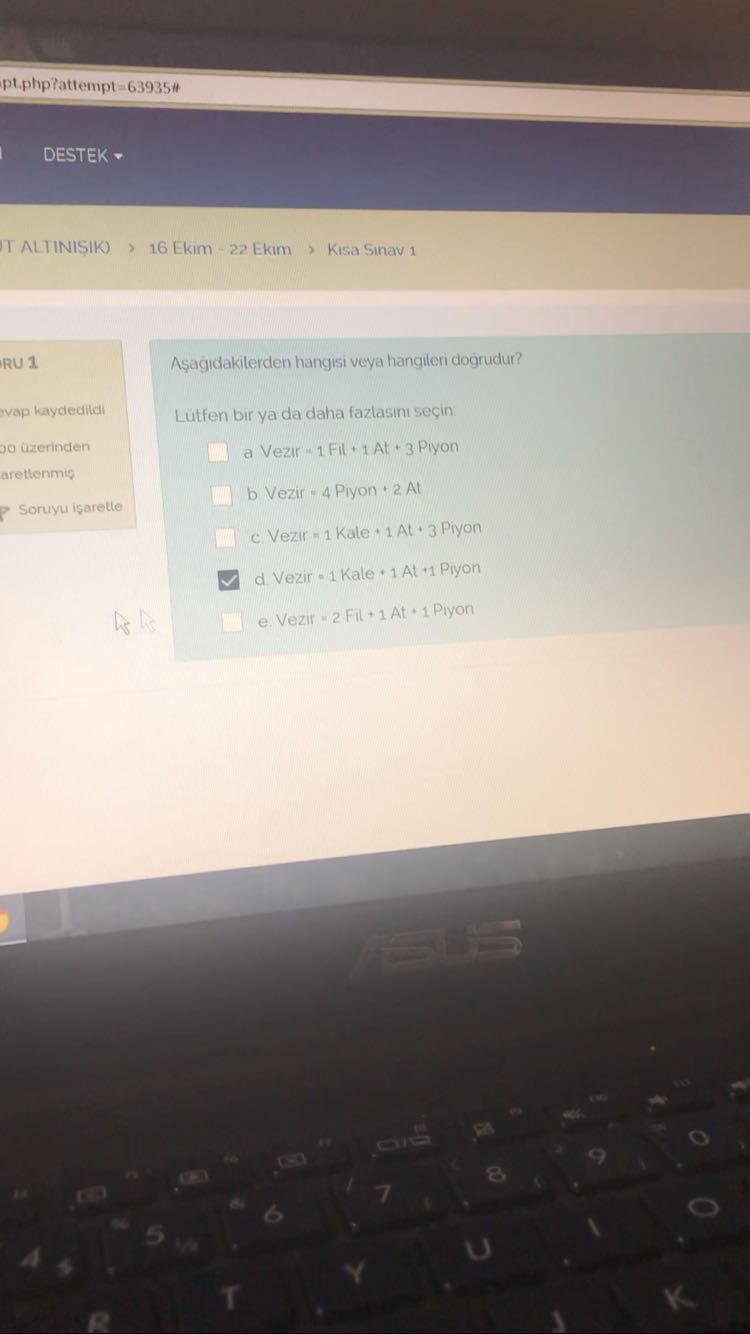 pt.php?attempt=63935#
DESTEK
UT ALTINIŞIK) > 16 Ekim - 22 Ekim > Kısa Sınav 1
ORU 1
evap kaydedildi
00 üzerinden
aretlenmiş
Soruyu işaretle
Aşağıdakilerden hangisi veya hangileri doğrudur?
Lütfen bir ya da daha fazlasını seçin:
a. Vezir = 1 Fil + 1 At + 3 Piyon
b. Vezir = 4 Piyon + 2 At
c. Vezir = 1 Kale + 1 At + 3 Piyon
d. Vezir = 1 Kale + 1 At +1 Piyon
e. Vezir = 2 Fil + 1 At + 1 Piyon
ASUS
4 $ 5 6 7 8 9 0
R T Y U I O
J K